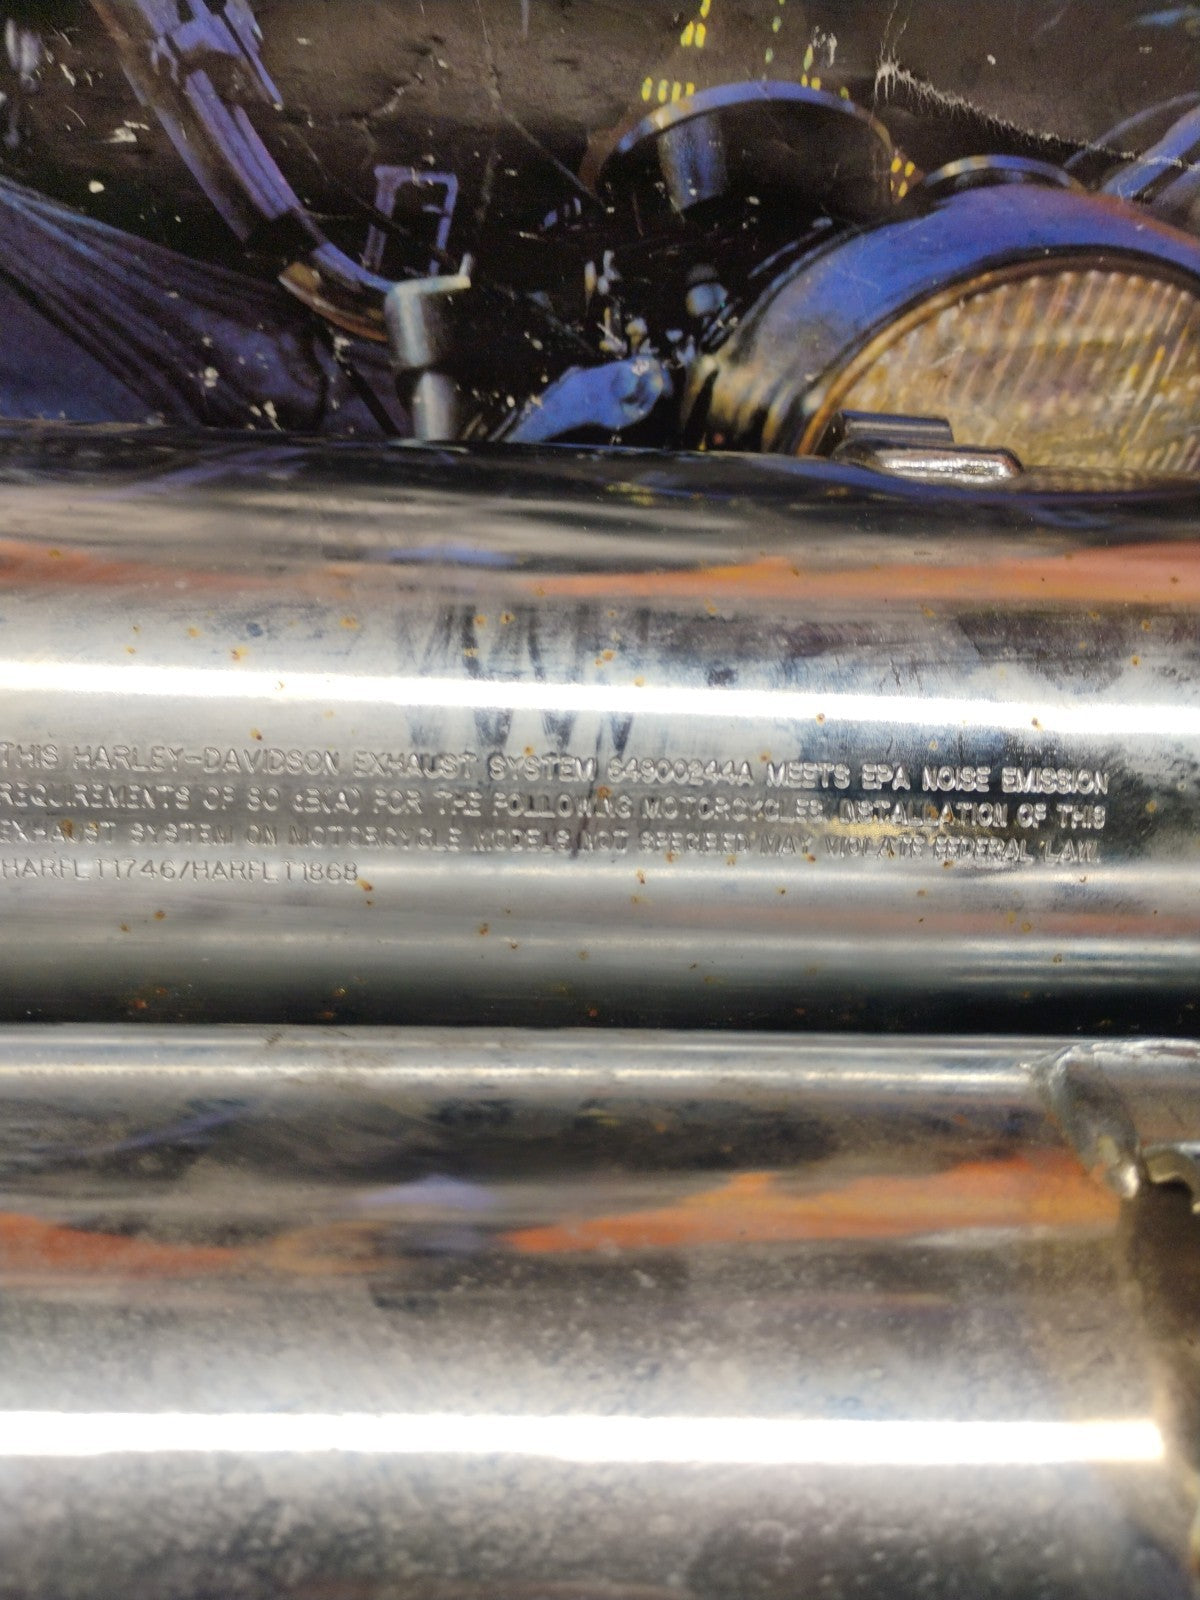 THIS HARLEY-DAVIDSON EXHAUST SYSTEM 64900244A MEETS EPA NOISE EMISSION
REQUIREMENTS OF 80 dB(A) FOR THE FOLLOWING MOTORCYCLES. INSTALLATION OF THIS
EXHAUST SYSTEM ON MOTORCYCLE MODELS NOT SPECIFIED MAY VIOLATE FEDERAL LAW.
HARFLT1746/HARFLT1868